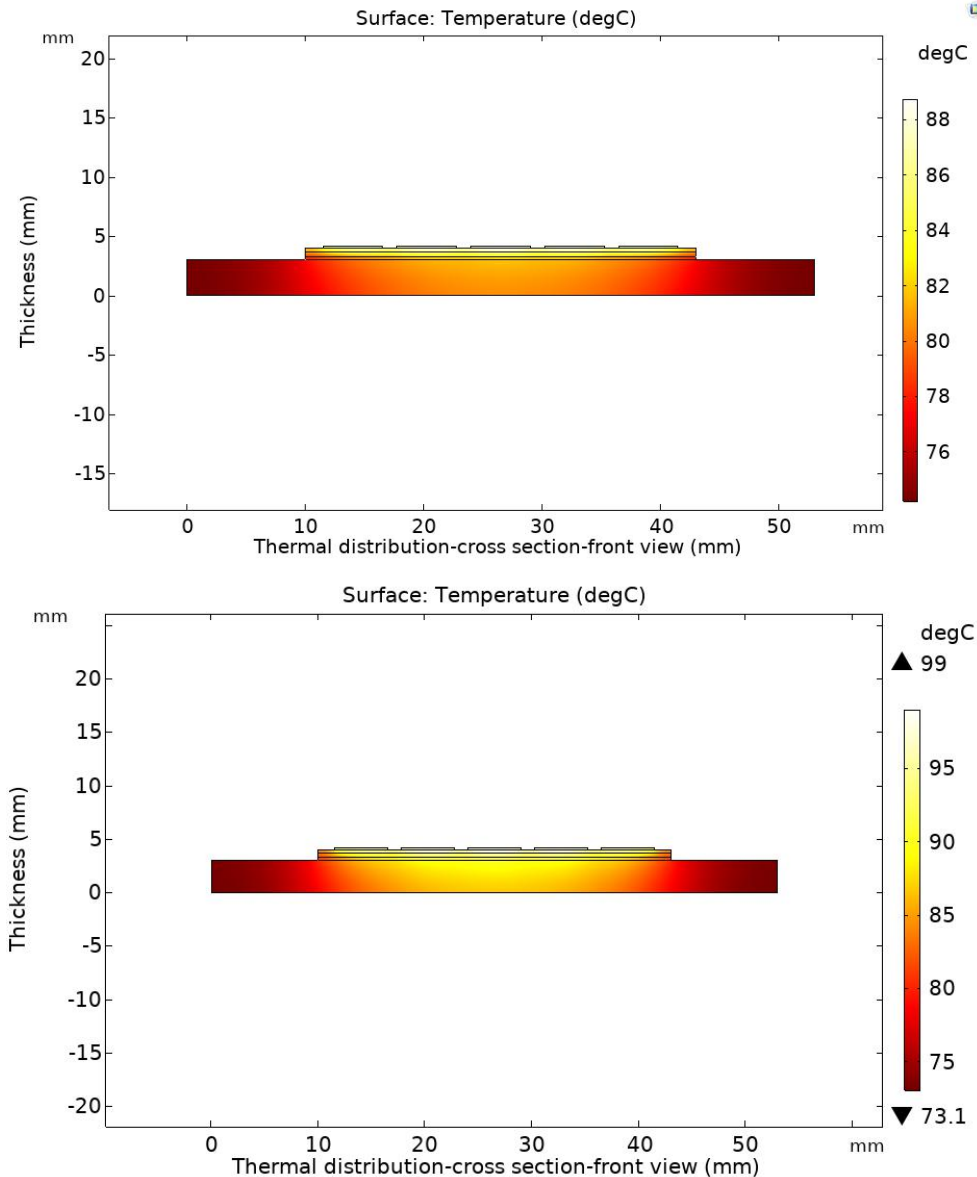 Surface: Temperature (degC)
mm
degC
20
15
10
5
0
-5
-10
-15
Thickness (mm)
88
86
84
82
80
78
76
0 10 20 30 40 50 mm
Thermal distribution-cross section-front view (mm)
Surface: Temperature (degC)
mm
degC
99
20
15
10
5
0
-5
-10
-15
-20
Thickness (mm)
95
90
85
80
75
73.1
0 10 20 30 40 50 mm
Thermal distribution-cross section-front view (mm)